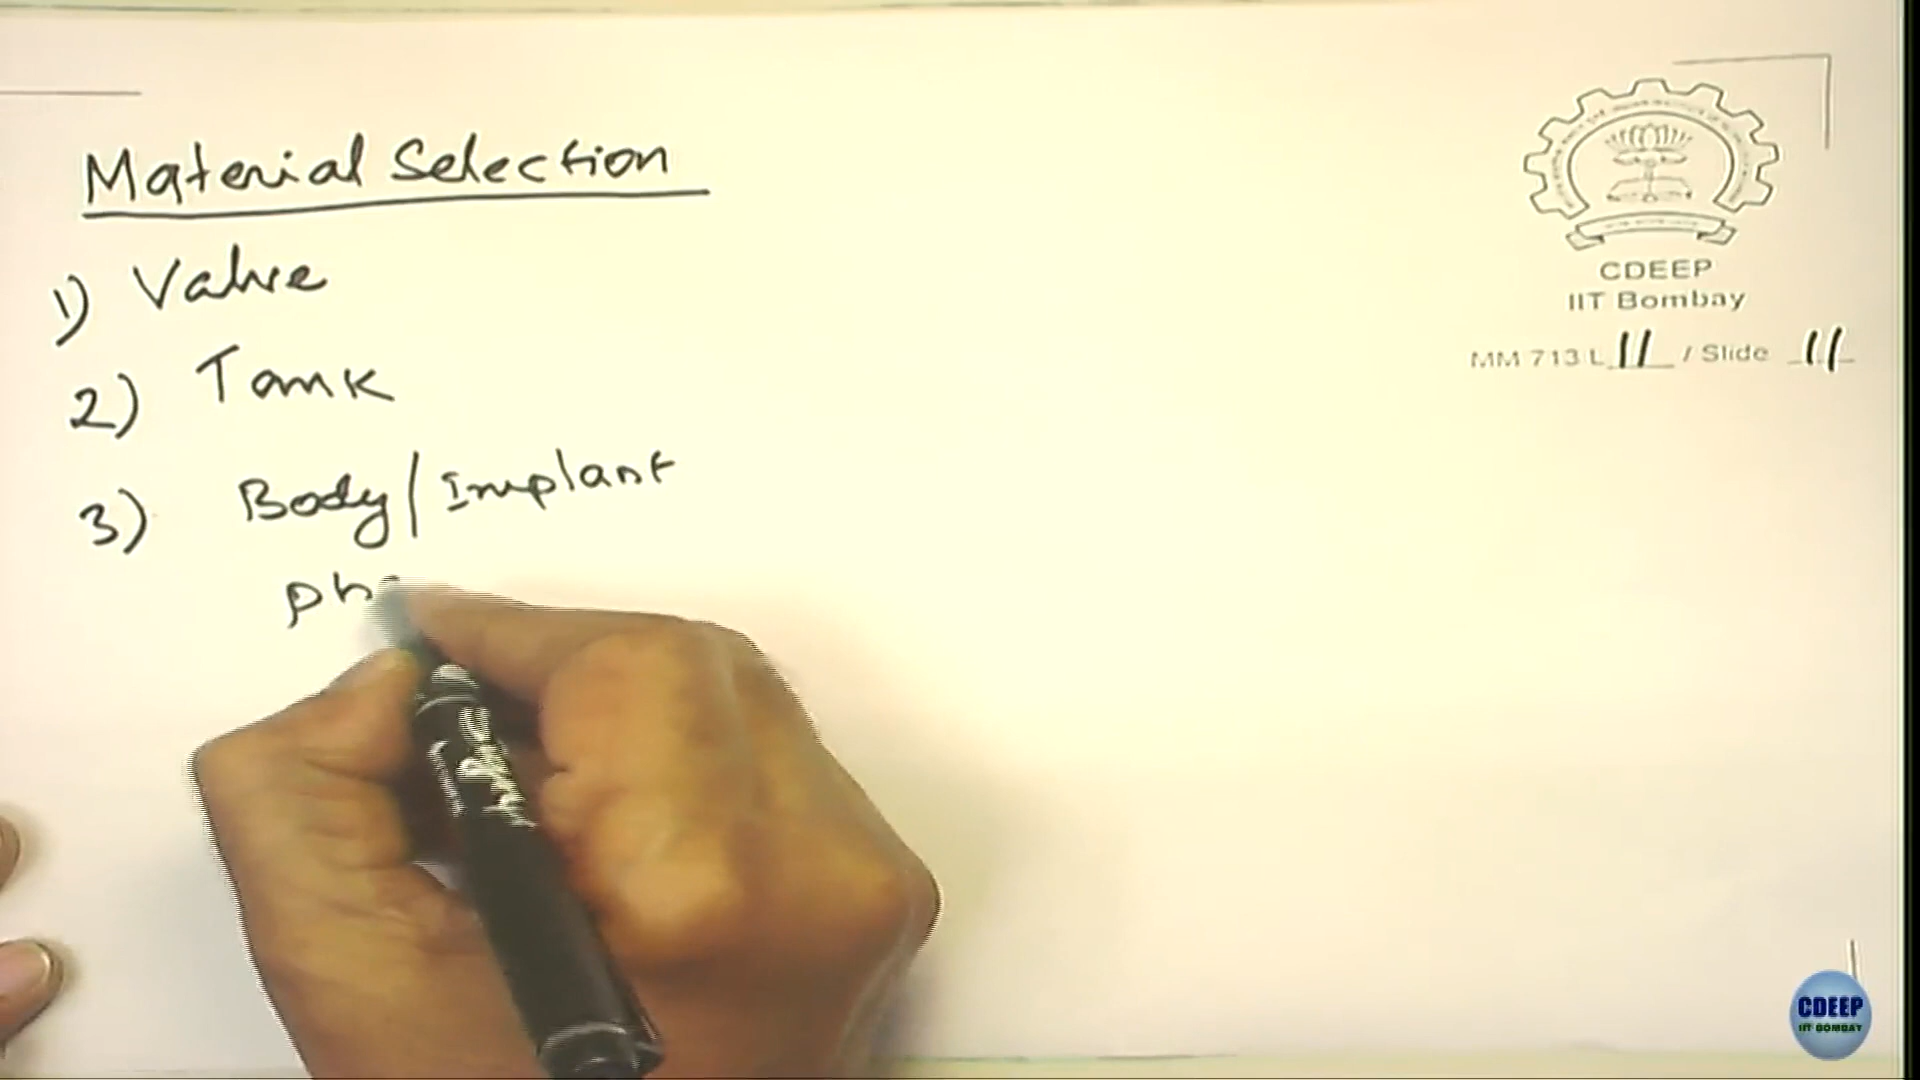 Material Selection
1) Valve
2) Tank
3) Body/Implant
Ph
CDEEP
IIT Bombay
MM 713 L 11 / Slide 11
CDEEP
IIT BOMBAY